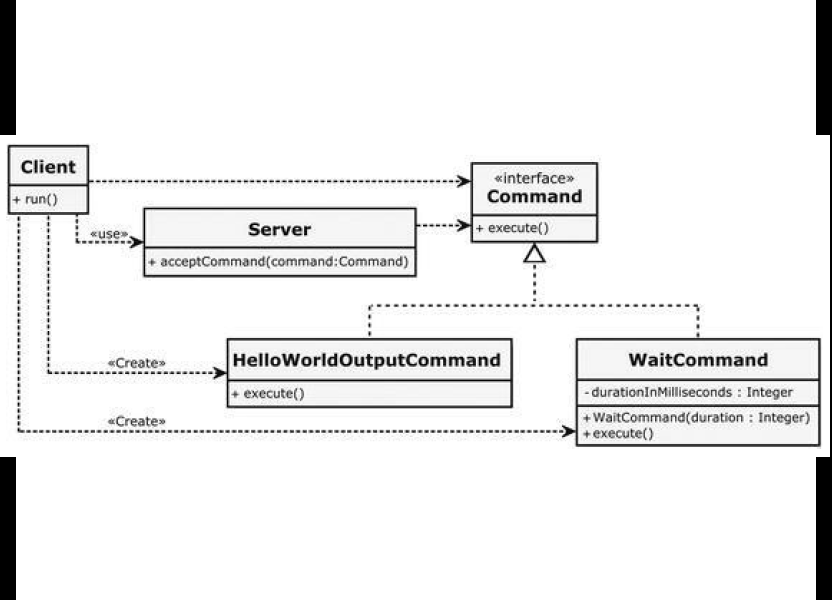 Client
+ run()
«interface»
Command
+ execute()
«use»
Server
+ acceptCommand(command:Command)
«Create»
HelloWorldOutputCommand
+ execute()
WaitCommand
- durationInMilliseconds : Integer
+ WaitCommand(duration : Integer)
+ execute()
«Create»